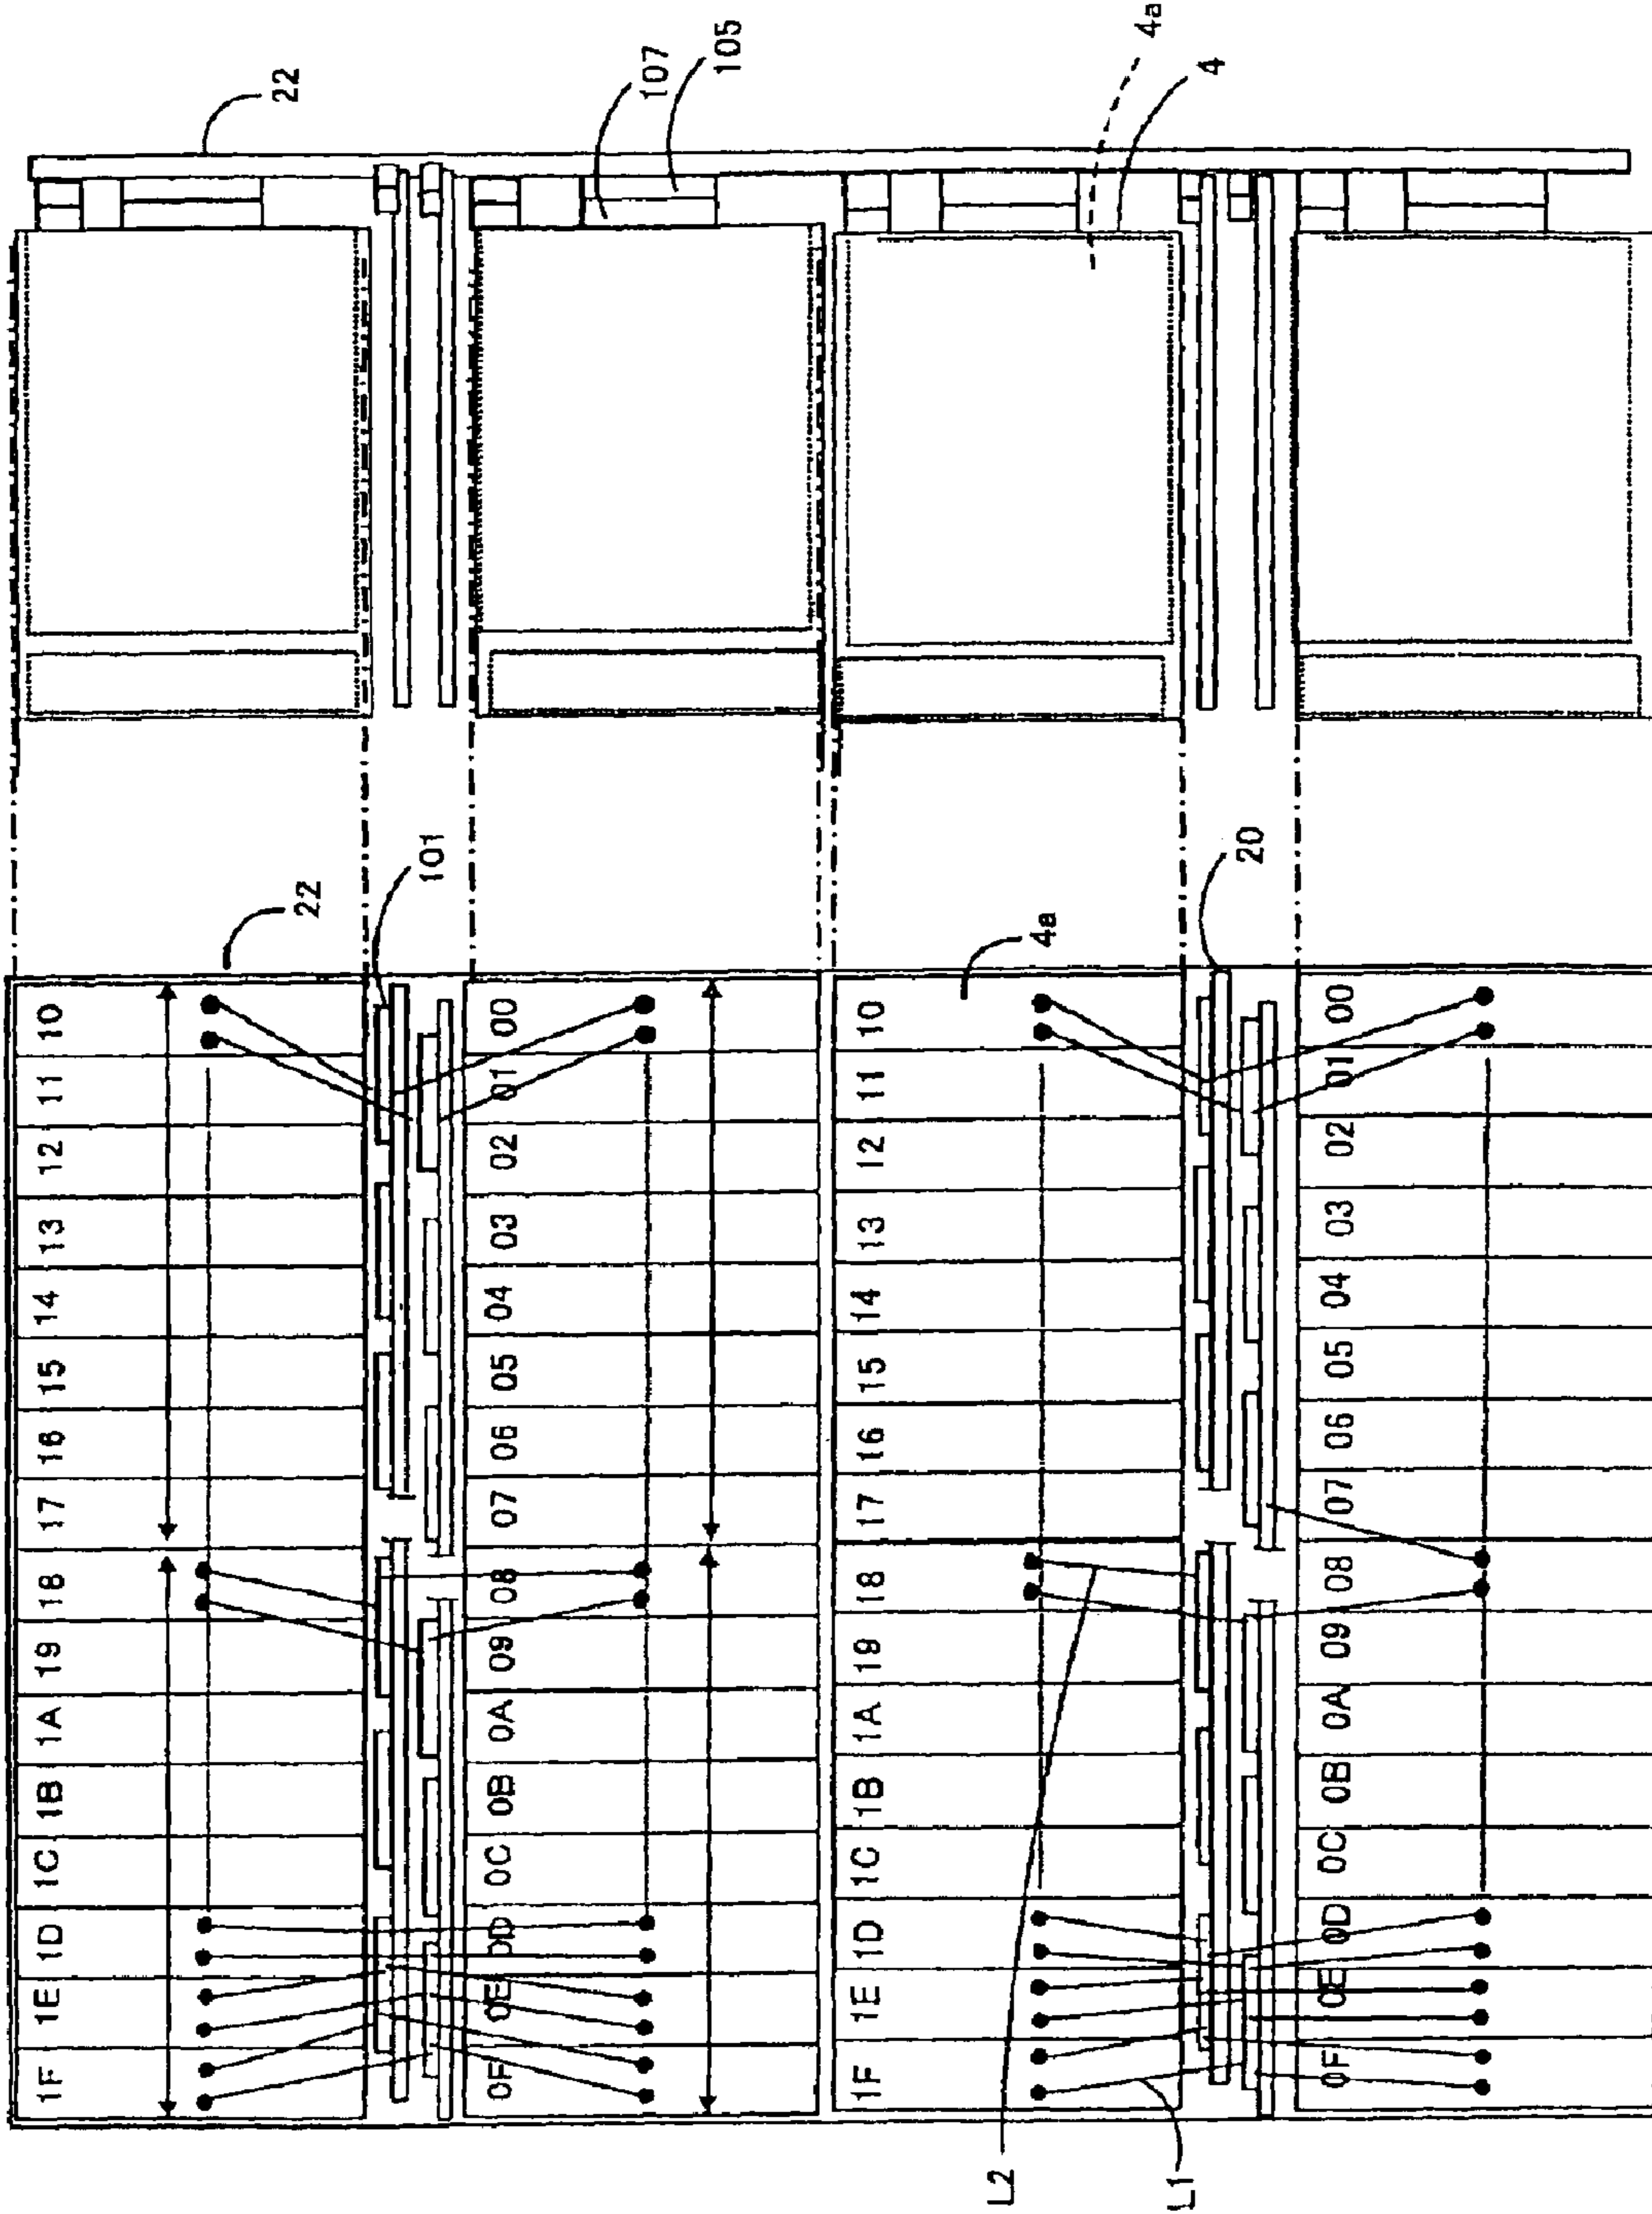 1F 1E 1D 1C 1B 1A 19 18 17 16 15 14 13 12 11 10
22
22
101
0F 0E 0D 0C 0B 0A 09 08 07 06 05 04 03 02 01 00
107
105
1F 1E 1D 1C 1B 1A 19 18 17 16 15 14 13 12 11 10
L2
4a
4a
L1
4
20
0F 0E 0D 0C 0B 0A 09 08 07 06 05 04 03 02 01 00